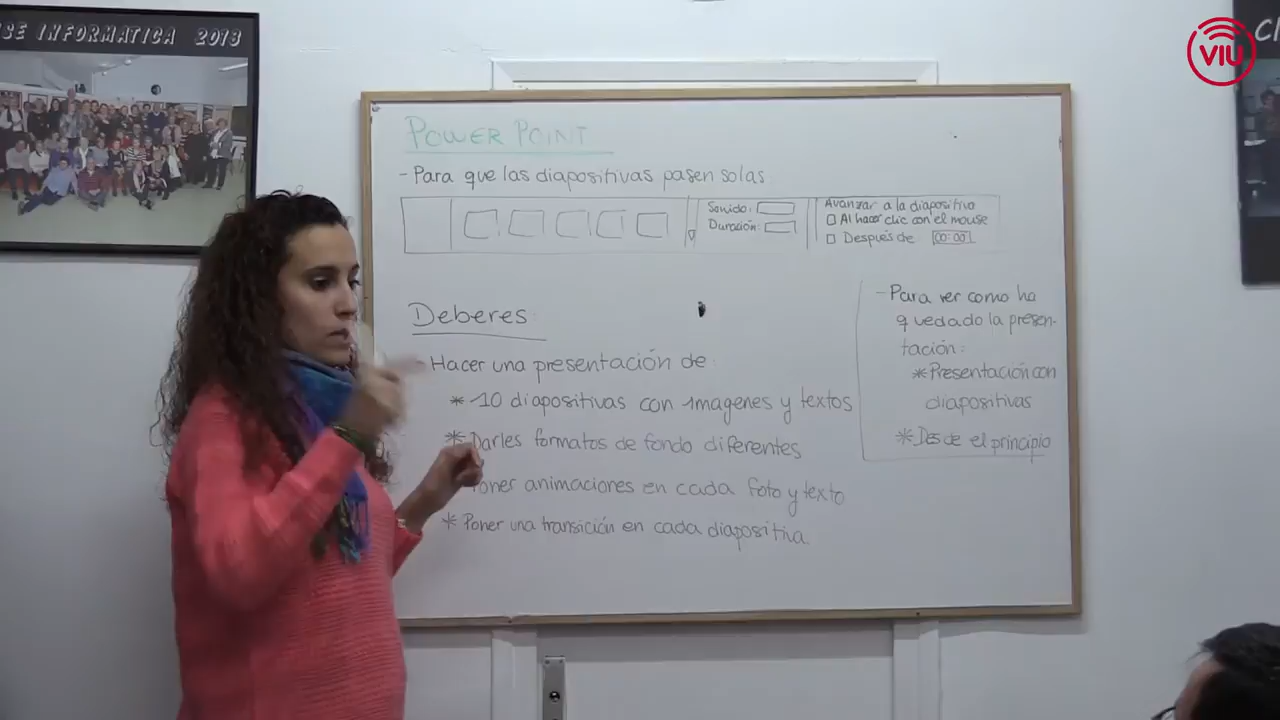 SE INFORMATICA 2013
VIU
POWER POINT
- Para que las diapositivas pasen solas
Sonido:
Duración:
Avanzar a la diapositiva
Al hacer clic con el mouse
Después de 00:00
Deberes:
Hacer una presentación de:
* 10 diapositivas con imagenes y textos
* Darles formatos de fondo diferentes
Poner animaciones en cada foto y texto
* Poner una transición en cada diapositiva.
- Para ver como ha
quedado la presen-
tación:
* Presentación con
diapositivas
* Desde el principio